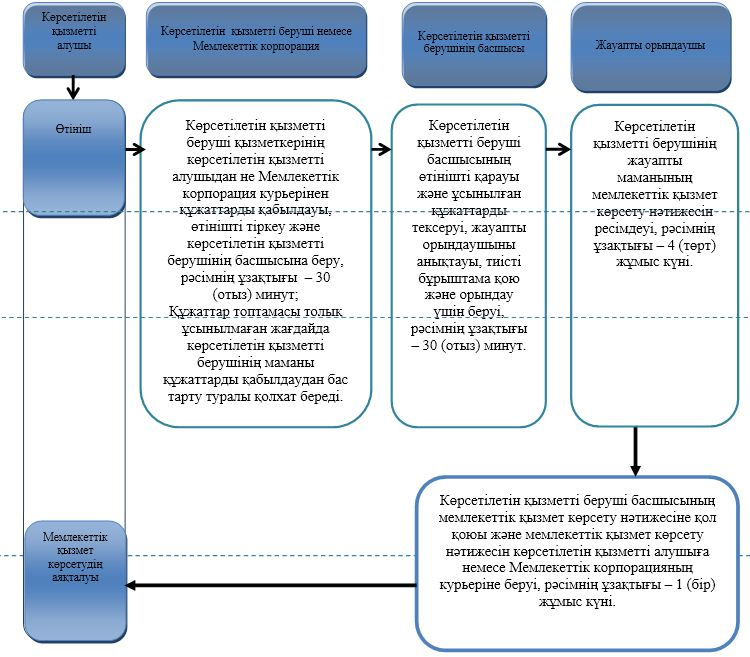 Көрсетілетін
қызметті
алушы
Көрсетілетін қызметті беруші немесе
Мемлекеттік корпорация
Көрсетілетін қызметті
берушінің басшысы
Жауапты орындаушы
Өтініш
Көрсетілетін қызметті
беруші қызметкерінің
көрсетілетін қызметті
алушыдан не Мемлекеттік
корпорация курьерінен
құжаттарды қабылдауы,
өтінішті тіркеу және
көрсетілетін қызметті
берушінің басшысына беру,
рәсімнің ұзақтығы – 30
(отыз) минут;
Құжаттар топтамасы толық
ұсынылмаған жағдайда
көрсетілетін қызметті
берушінің маманы
құжаттарды қабылдаудан бас
тарту туралы қолхат береді.
Көрсетілетін
қызметті беруші
басшысының
өтінішті қарауы
және ұсынылған
құжаттарды
тексеруі, жауапты
орындаушыны
анықтауы, тиісті
бұрыштама қою
және орындау
үшін беруі,
рәсімнің ұзақтығы
– 30 (отыз) минут.
Көрсетілетін
қызметті берушінің
жауапты
маманының
мемлекеттік қызмет
көрсету нәтижесін
ресімдеуі, рәсімнің
ұзақтығы – 4 (төрт)
жұмыс күні.
Көрсетілетін қызметті беруші басшысының
мемлекеттік қызмет көрсету нәтижесіне қол
қоюы және мемлекеттік қызмет көрсету
нәтижесін көрсетілетін қызметті алушыға
немесе Мемлекеттік корпорацияның
курьеріне беруі, рәсімнің ұзақтығы – 1 (бір)
жұмыс күні.
Мемлекеттік
қызмет
көрсетудің
аяқталуы